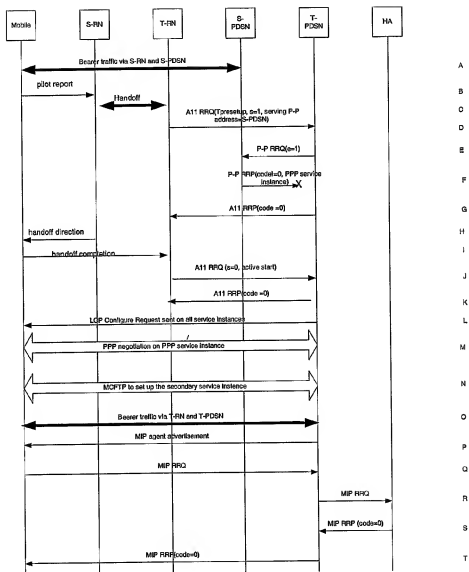 Mobile
S-RN
T-RN
S-
PDSN
T-
PDSN
HA
Bearer traffic via S-RN and S-PDSN
A
pilot report
B
Handoff
C
A11 RRQ(Tpresetup, s=1, serving P-P
address=S-PDSN)
D
P-P RRQ(s=1)
E
P-P RRP(code=0, PPP service
instance)
X
F
A11 RRP(code =0)
G
handoff direction
H
handoff completion
I
A11 RRQ (s=0, active start)
J
A11 RRP(code =0)
K
LCP Configure Request sent on all service instances
L
PPP negotiation on PPP service instance
M
MCFTP to set up the secondary service instance
N
Bearer traffic via T-RN and T-PDSN
O
MIP agent advertisement
P
MIP RRQ
Q
MIP RRQ
R
MIP RRP (code=0)
S
MIP RRP(code=0)
T